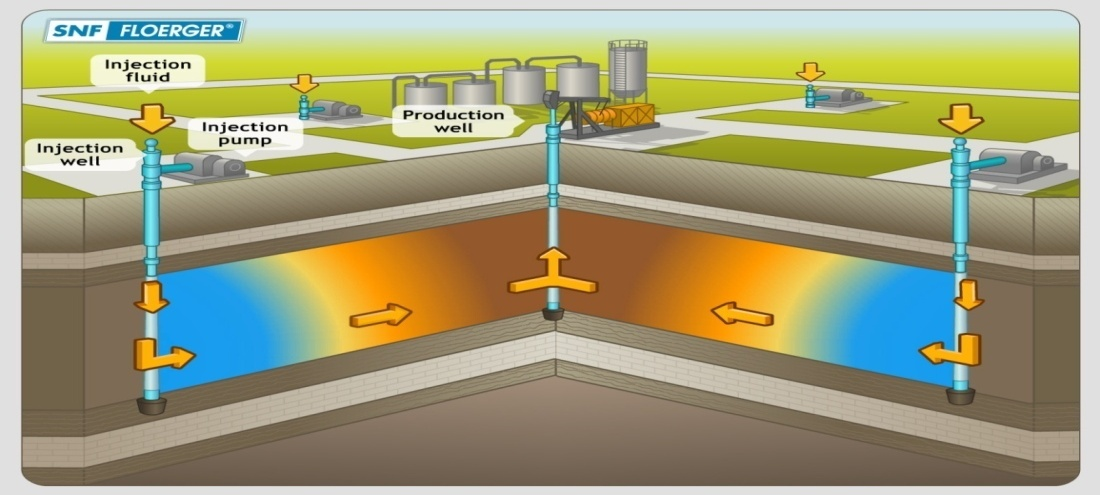 SNF FLOERGER®
Injection
fluid
Injection
pump
Production
well
Injection
well